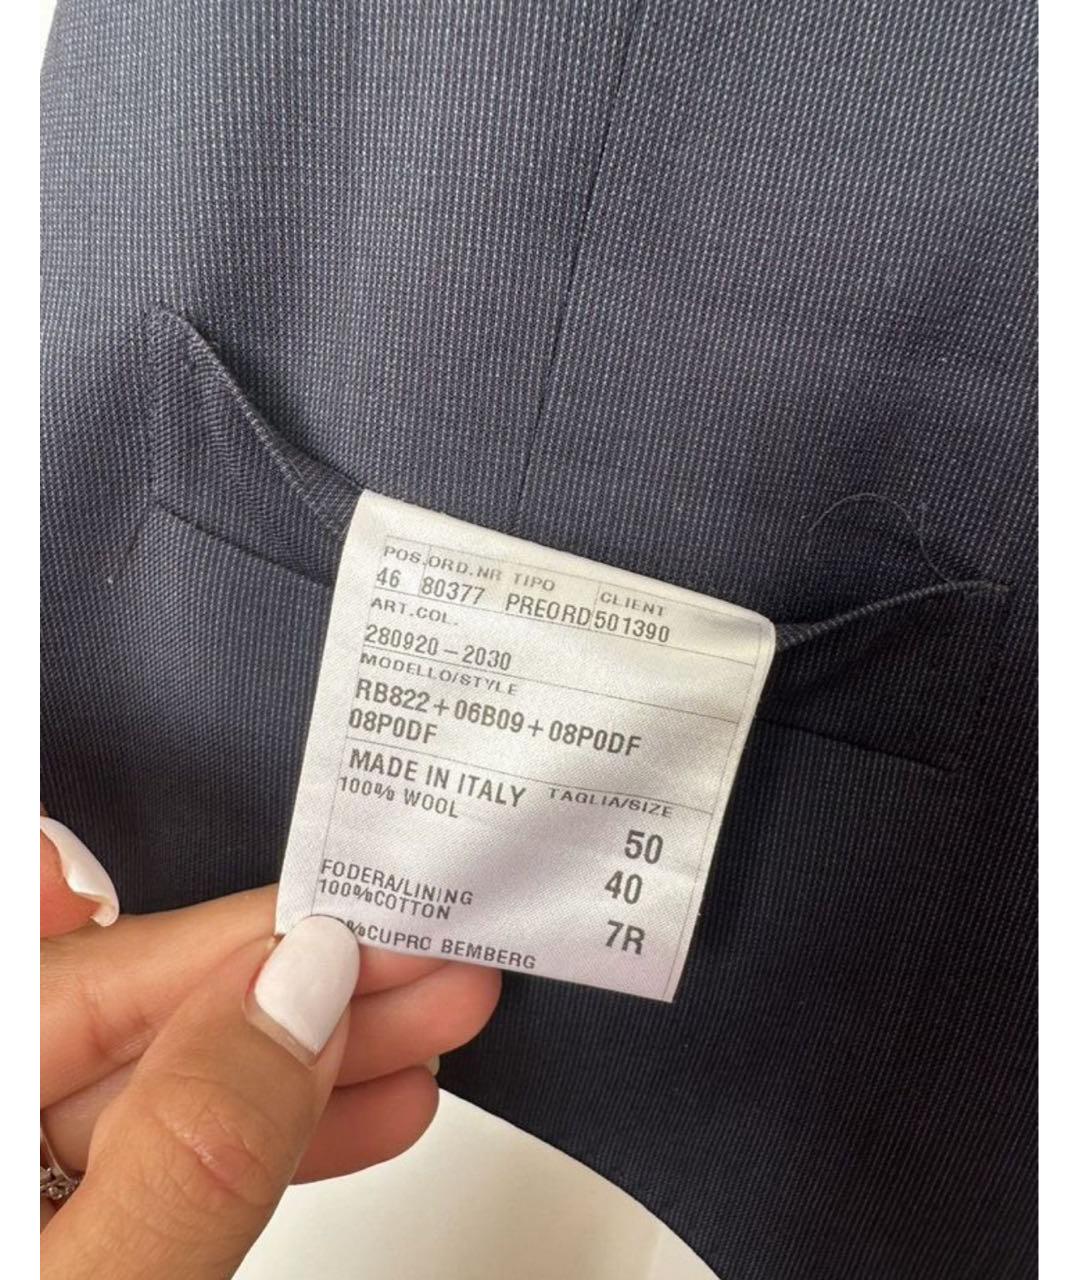 POS. ORD.NR TIPO CLIENT
46 80377 PREORD 501390
ART.COL.
280920-2030
MODELLO/STYLE
RB822+06B09+08P0DF
08P0DF
MADE IN ITALY TAGLIA/SIZE
100% WOOL
50
40
FODERA/LINING
100%COTTON
7R
%CUPRO BEMBERG